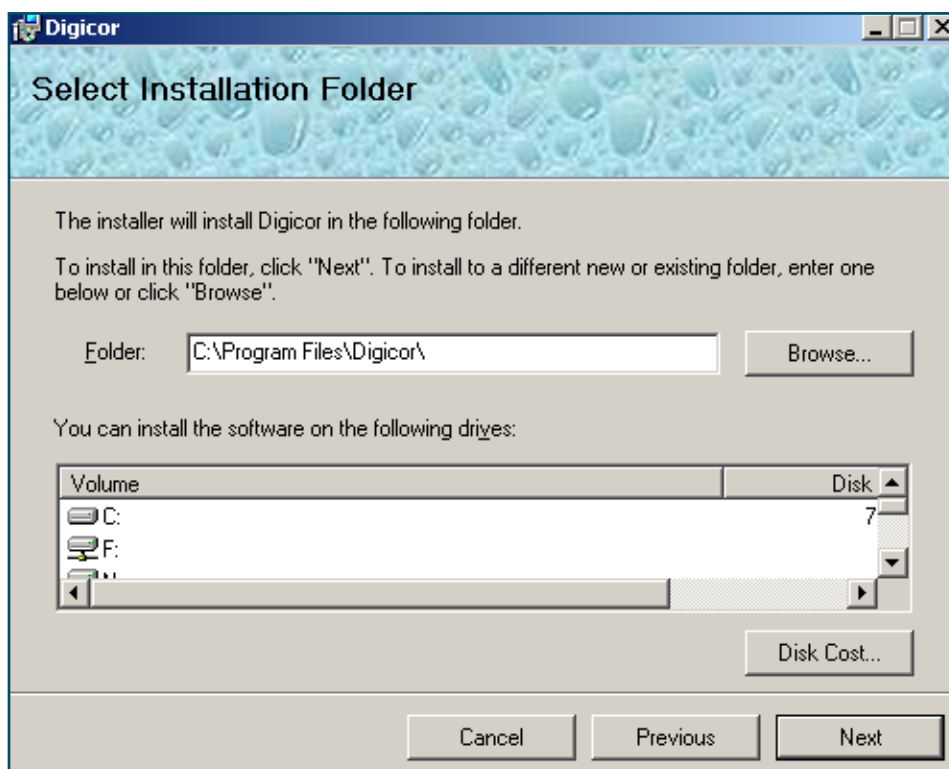 Digicor
Select Installation Folder
The installer will install Digicor in the following folder.
To install in this folder, click "Next". To install to a different new or existing folder, enter one
below or click "Browse".
Folder: C:\Program Files\Digicor\ Browse...
You can install the software on the following drives:
Volume Disk
C: 7
F:
Disk Cost...
Cancel Previous Next